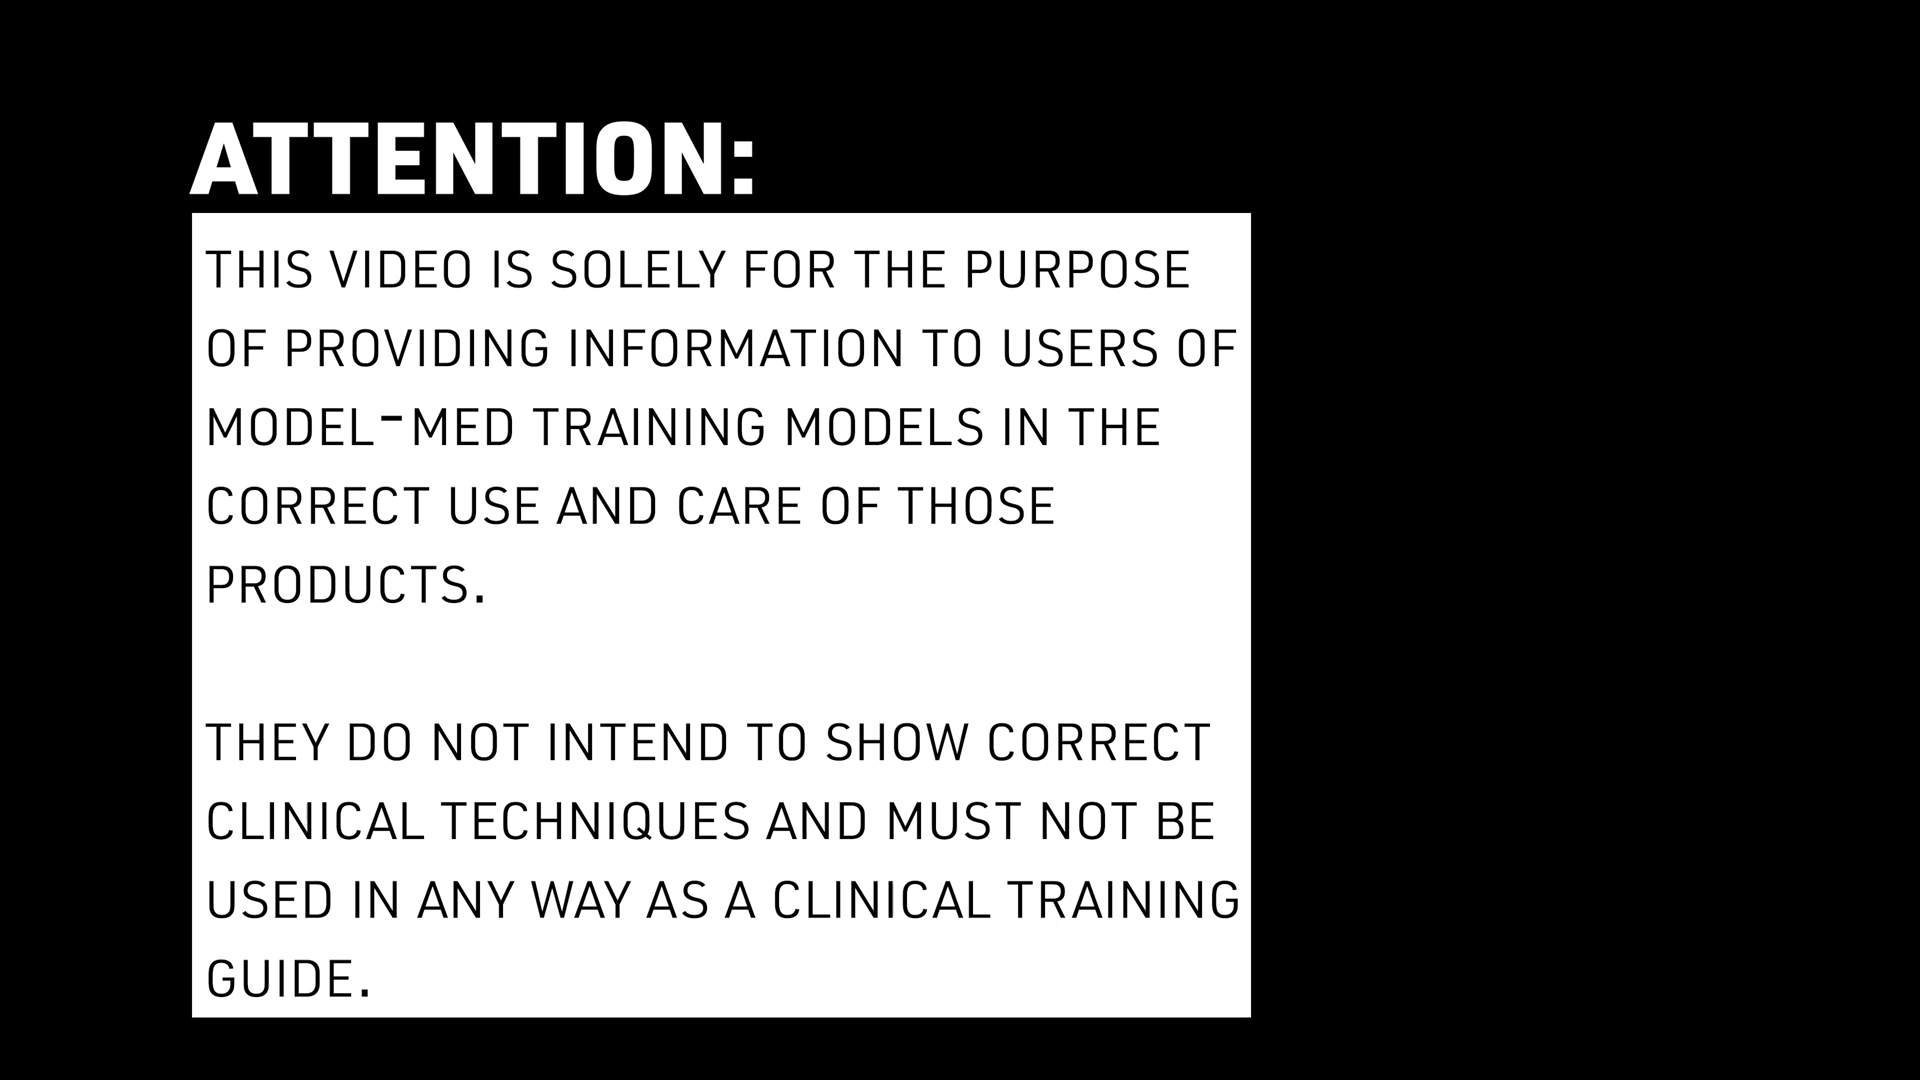 ATTENTION:
THIS VIDEO IS SOLELY FOR THE PURPOSE
OF PROVIDING INFORMATION TO USERS OF
MODEL-MED TRAINING MODELS IN THE
CORRECT USE AND CARE OF THOSE
PRODUCTS.
THEY DO NOT INTEND TO SHOW CORRECT
CLINICAL TECHNIQUES AND MUST NOT BE
USED IN ANY WAY AS A CLINICAL TRAINING
GUIDE.